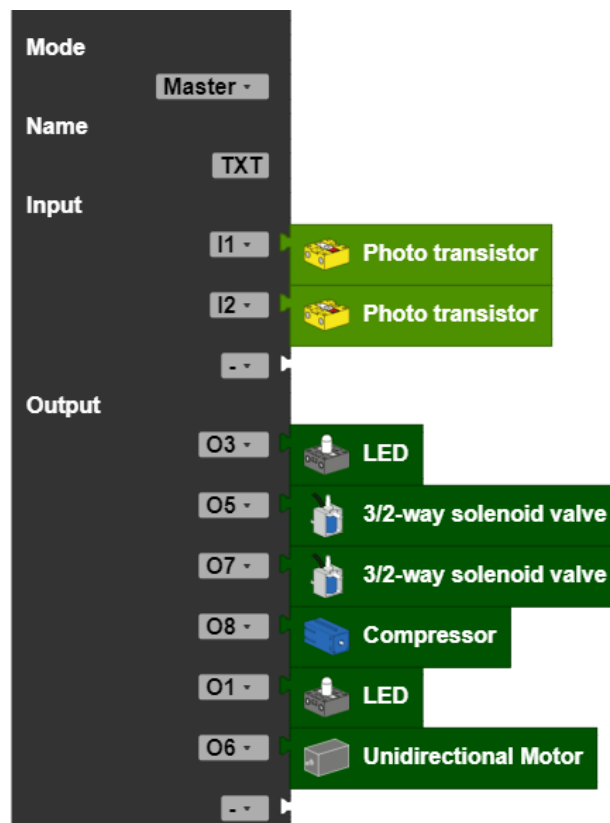 Mode
Master
Name
TXT
Input
I1 Photo transistor
I2 Photo transistor
-
Output
O3 LED
O5 3/2-way solenoid valve
O7 3/2-way solenoid valve
O8 Compressor
O1 LED
O6 Unidirectional Motor
-